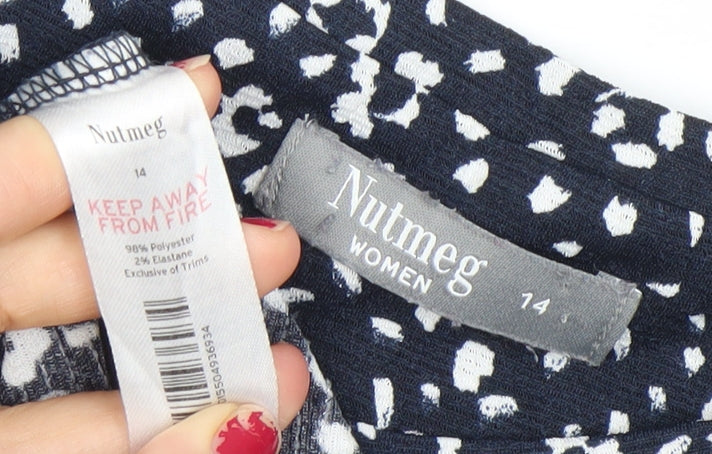 Nutmeg
14
KEEP AWAY
FROM FIRE
98% Polyester
2% Elastane
Exclusive of Trims
Nutmeg
WOMEN
14